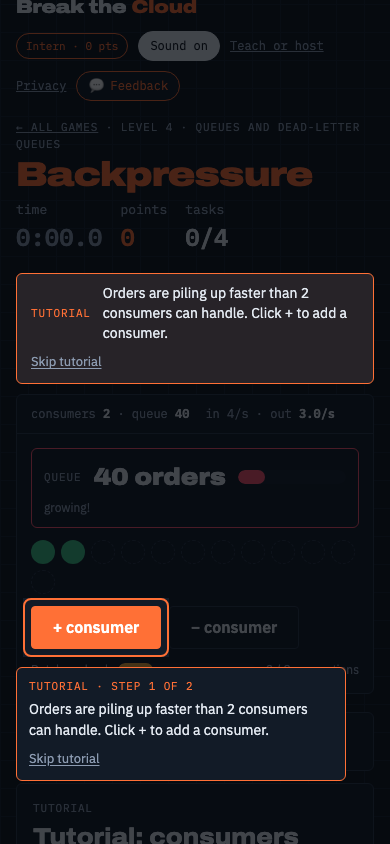 Break the Cloud
Intern · 0 pts
Sound on
Teach or host
Privacy
💬 Feedback
← ALL GAMES · LEVEL 4 · QUEUES AND DEAD-LETTER
QUEUES
Backpressure
time points tasks
0:00.0 0 0/4
TUTORIAL
Orders are piling up faster than 2
consumers can handle. Click + to add a
consumer.
Skip tutorial
consumers 2 · queue 40 in 4/s · out 3.0/s
QUEUE 40 orders
growing!
+ consumer
− consumer
TUTORIAL · STEP 1 OF 2
Orders are piling up faster than 2 consumers
can handle. Click + to add a consumer.
Skip tutorial
TUTORIAL
Tutorial: consumers